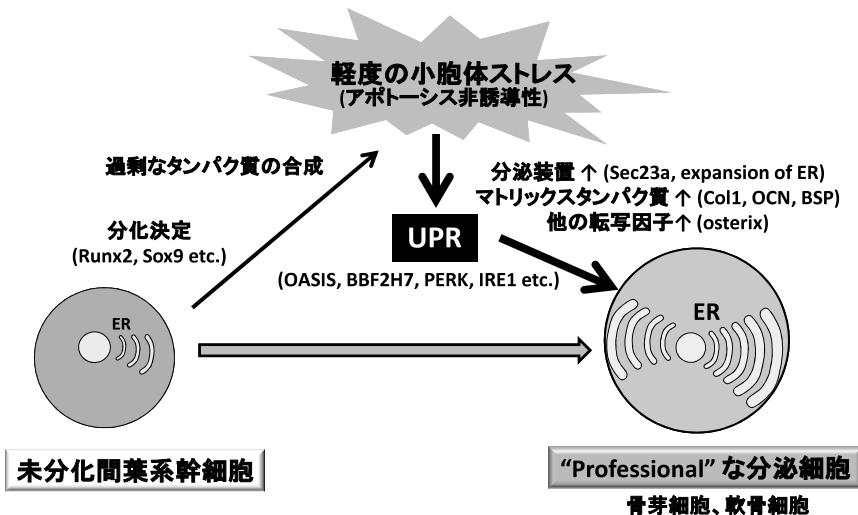 軽度の小胞体ストレス
(アポトーシス非誘導性)
過剰なタンパク質の合成
分泌装置 ↑ (Sec23a, expansion of ER)
マトリックスタンパク質 ↑ (Col1, OCN, BSP)
他の転写因子↑ (osterix)
分化決定
(Runx2, Sox9 etc.)
UPR
(OASIS, BBF2H7, PERK, IRE1 etc.)
ER
ER
未分化間葉系幹細胞
“Professional” な分泌細胞
骨芽細胞、軟骨細胞